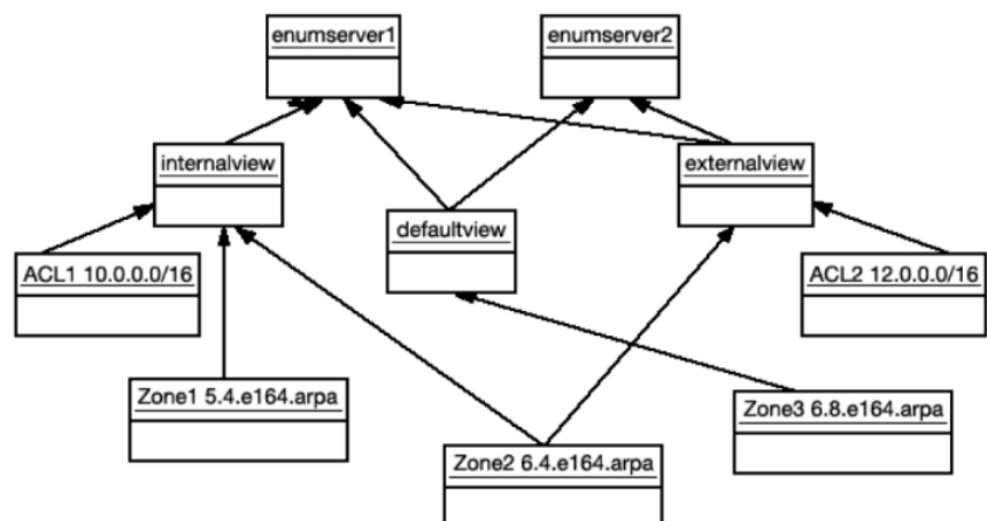 enumserver1
enumserver2
internalview
externalview
defaultview
ACL1 10.0.0.0/16
ACL2 12.0.0.0/16
Zone1 5.4.e164.arpa
Zone3 6.8.e164.arpa
Zone2 6.4.e164.arpa